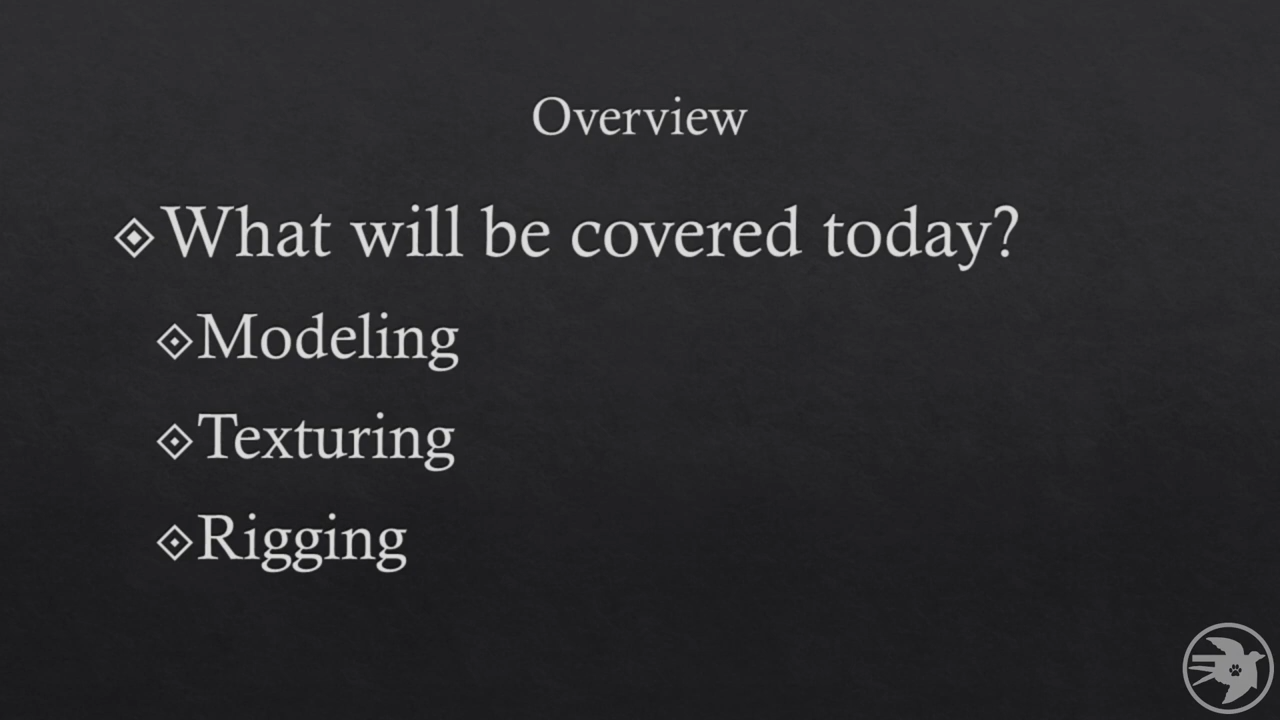 Overview
What will be covered today?
Modeling
Texturing
Rigging